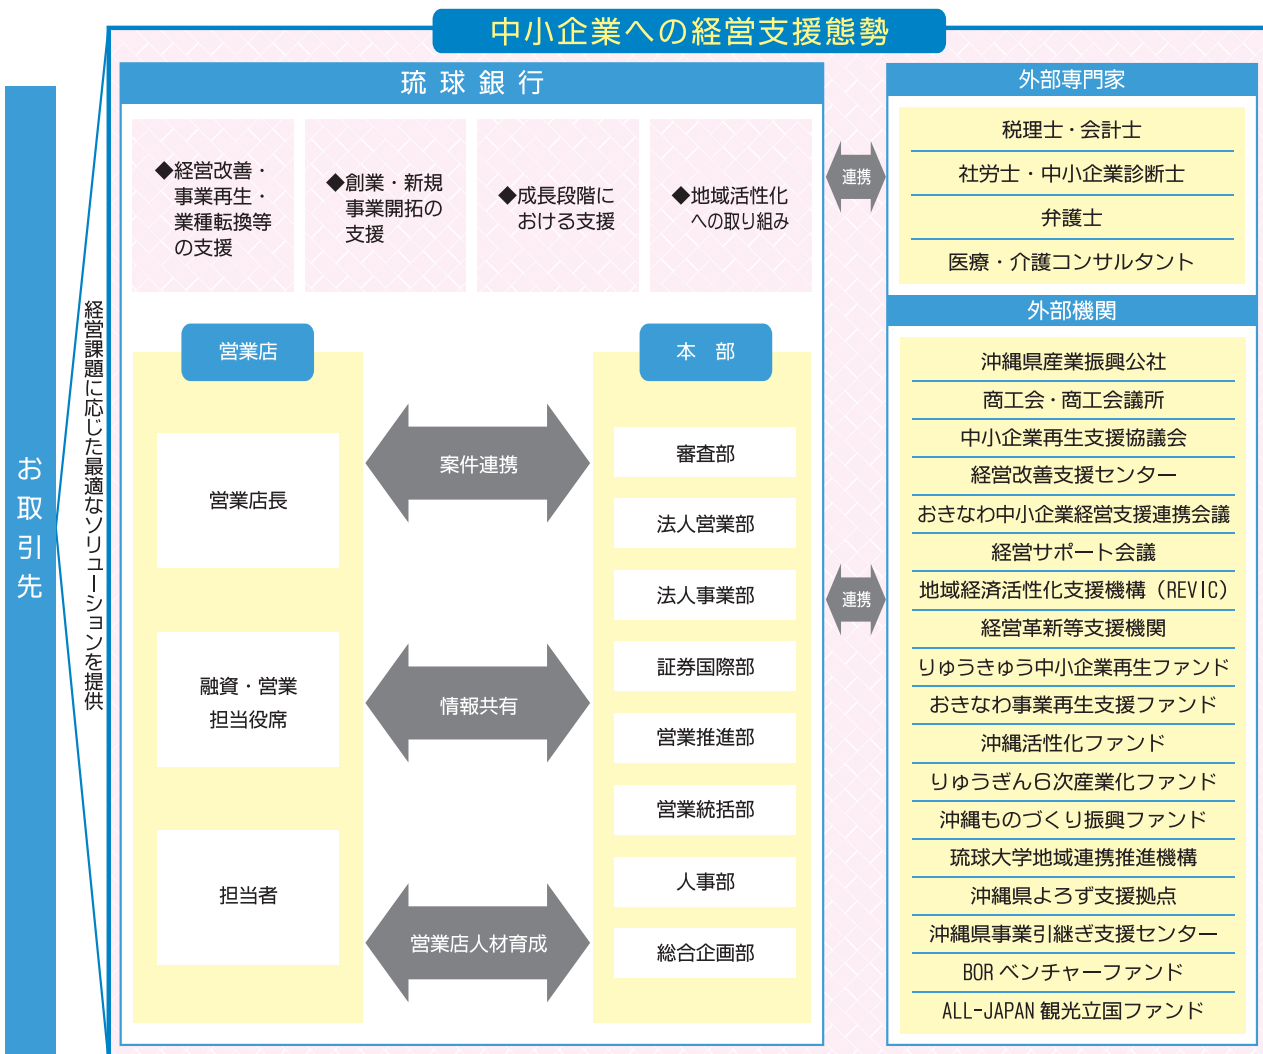 中小企業への経営支援態勢
お取引先
経営課題に応じた最適なソリューションを提供
琉球銀行
◆経営改善・
事業再生・
業種転換等
の支援
◆創業・新規
事業開拓の
支援
◆成長段階に
おける支援
◆地域活性化
への取り組み
営業店
営業店長
融資・営業
担当役席
担当者
案件連携
情報共有
営業店人材育成
本部
審査部
法人営業部
法人事業部
証券国際部
営業推進部
営業統括部
人事部
総合企画部
連携
連携
外部専門家
税理士・会計士
社労士・中小企業診断士
弁護士
医療・介護コンサルタント
外部機関
沖縄県産業振興公社
商工会・商工会議所
中小企業再生支援協議会
経営改善支援センター
おきなわ中小企業経営支援連携会議
経営サポート会議
地域経済活性化支援機構（REVIC）
経営革新等支援機関
りゅうきゅう中小企業再生ファンド
おきなわ事業再生支援ファンド
沖縄活性化ファンド
りゅうぎん６次産業化ファンド
沖縄ものづくり振興ファンド
琉球大学地域連携推進機構
沖縄県よろず支援拠点
沖縄県事業引継ぎ支援センター
BOR ベンチャーファンド
ALL-JAPAN 観光立国ファンド